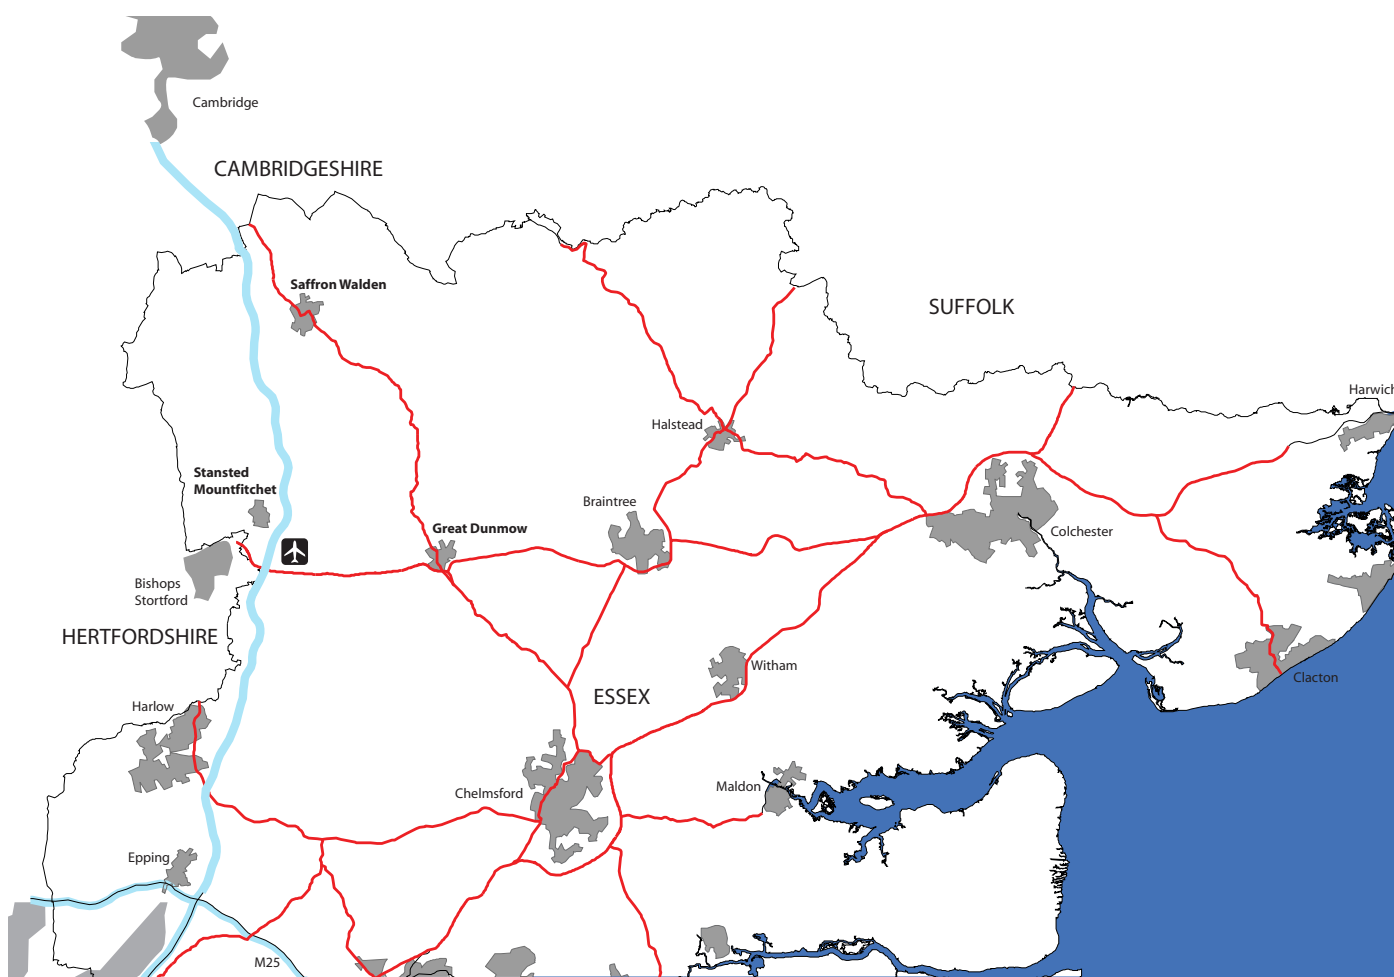 Cambridge
CAMBRIDGESHIRE
Saffron Walden
SUFFOLK
Harwich
Halstead
Stansted
Mountfitchet
Braintree
Great Dunmow
Colchester
Bishops
Stortford
HERTFORDSHIRE
Witham
Clacton
ESSEX
Harlow
Maldon
Chelmsford
Epping
M25